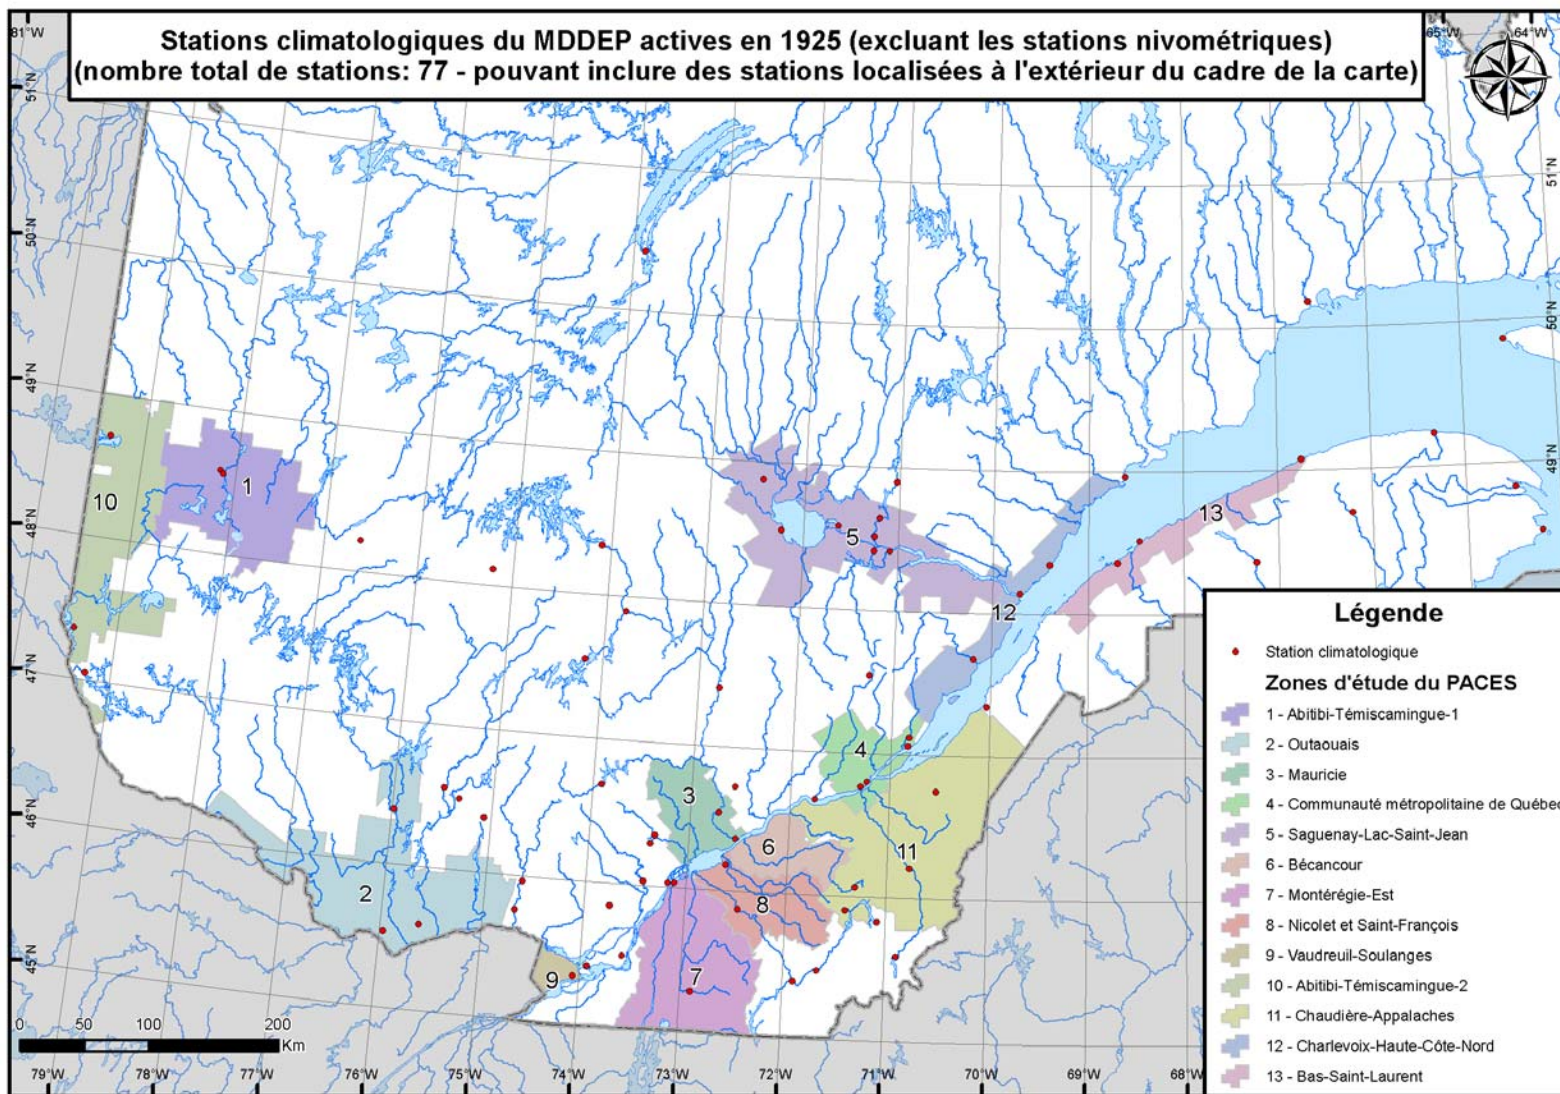 Stations climatologiques du MDDEP actives en 1925 (excluant les stations nivométriques)
(nombre total de stations: 77 - pouvant inclure des stations localisées à l'extérieur du cadre de la carte)
81°W
65°W
64°W
51°N
50°N
49°N
48°N
47°N
46°N
45°N
51°N
50°N
49°N
1
10
5
13
12
4
3
6
11
2
8
7
9
0 50 100 200
Km
79°W 78°W 77°W 76°W 75°W 74°W 73°W 72°W 71°W 70°W 69°W 68°W
Légende
Station climatologique
Zones d'étude du PACES
1 - Abitibi-Témiscamingue-1
2 - Outaouais
3 - Mauricie
4 - Communauté métropolitaine de Québec
5 - Saguenay-Lac-Saint-Jean
6 - Bécancour
7 - Montérégie-Est
8 - Nicolet et Saint-François
9 - Vaudreuil-Soulanges
10 - Abitibi-Témiscamingue-2
11 - Chaudière-Appalaches
12 - Charlevoix-Haute-Côte-Nord
13 - Bas-Saint-Laurent